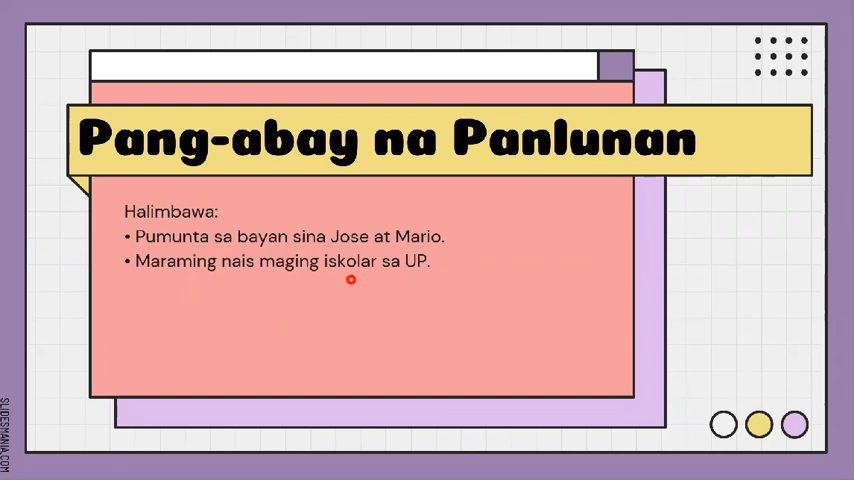 Pang-abay na Panlunan
Halimbawa:
• Pumunta sa bayan sina Jose at Mario.
• Maraming nais maging iskolar sa UP.
SLIDESMANIA.COM